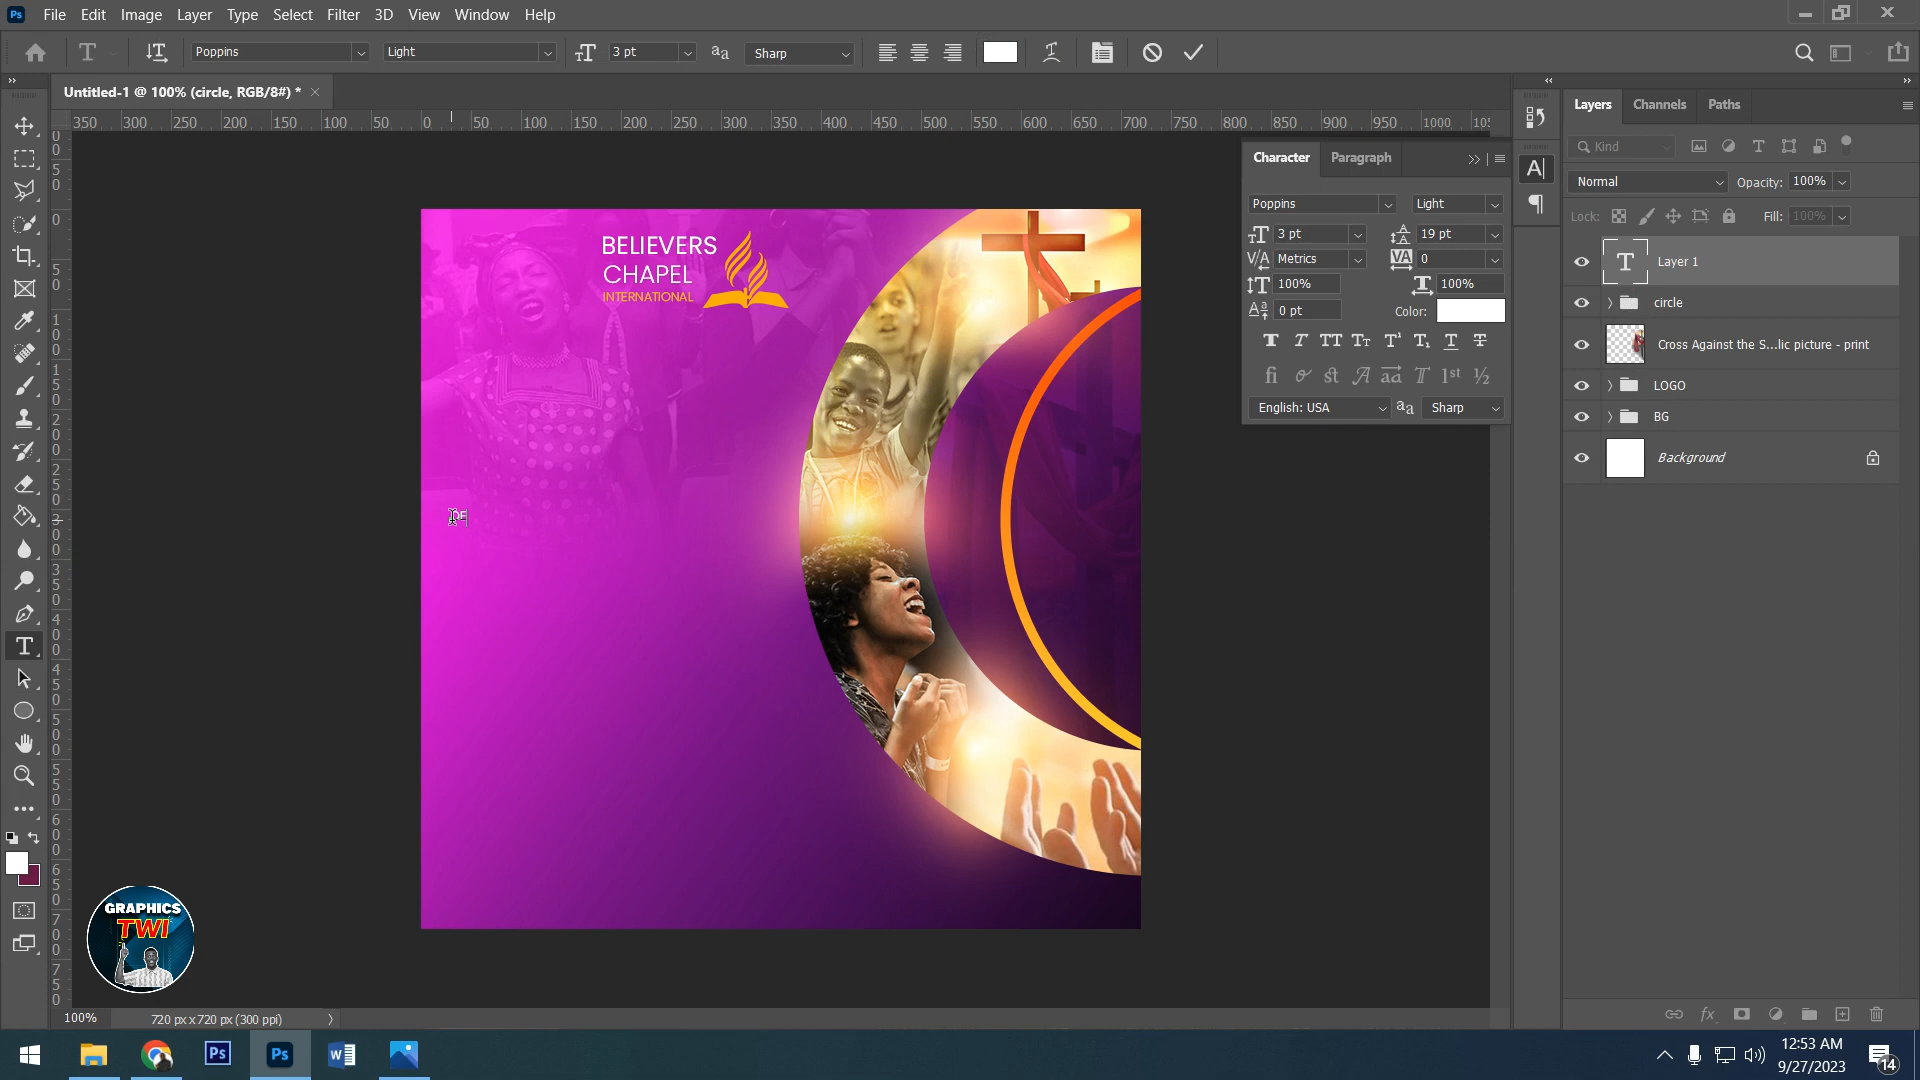 Ps File Edit Image Layer Type Select Filter 3D View Window Help
Poppins Light 3 pt Sharp
Untitled-1 @ 100% (circle, RGB/8#) *
350 300 250 200 150 100 50 0 50 100 150 200 250 300 350 400 450 500 550 600 650 700 750 800 850 900 950 1000
Character Paragraph
Poppins Light
3 pt 19 pt
Metrics 0
100% 100%
0 pt Color:
English: USA Sharp
Layers Channels Paths
Kind
Normal Opacity: 100%
Lock: Fill: 100%
Layer 1
circle
Cross Against the S...lic picture - print
LOGO
BG
Background
BELIEVERS
CHAPEL
INTERNATIONAL
DE
GRAPHICS
TWI
100% 720 px x 720 px (300 ppi)
12:53 AM
9/27/2023
14